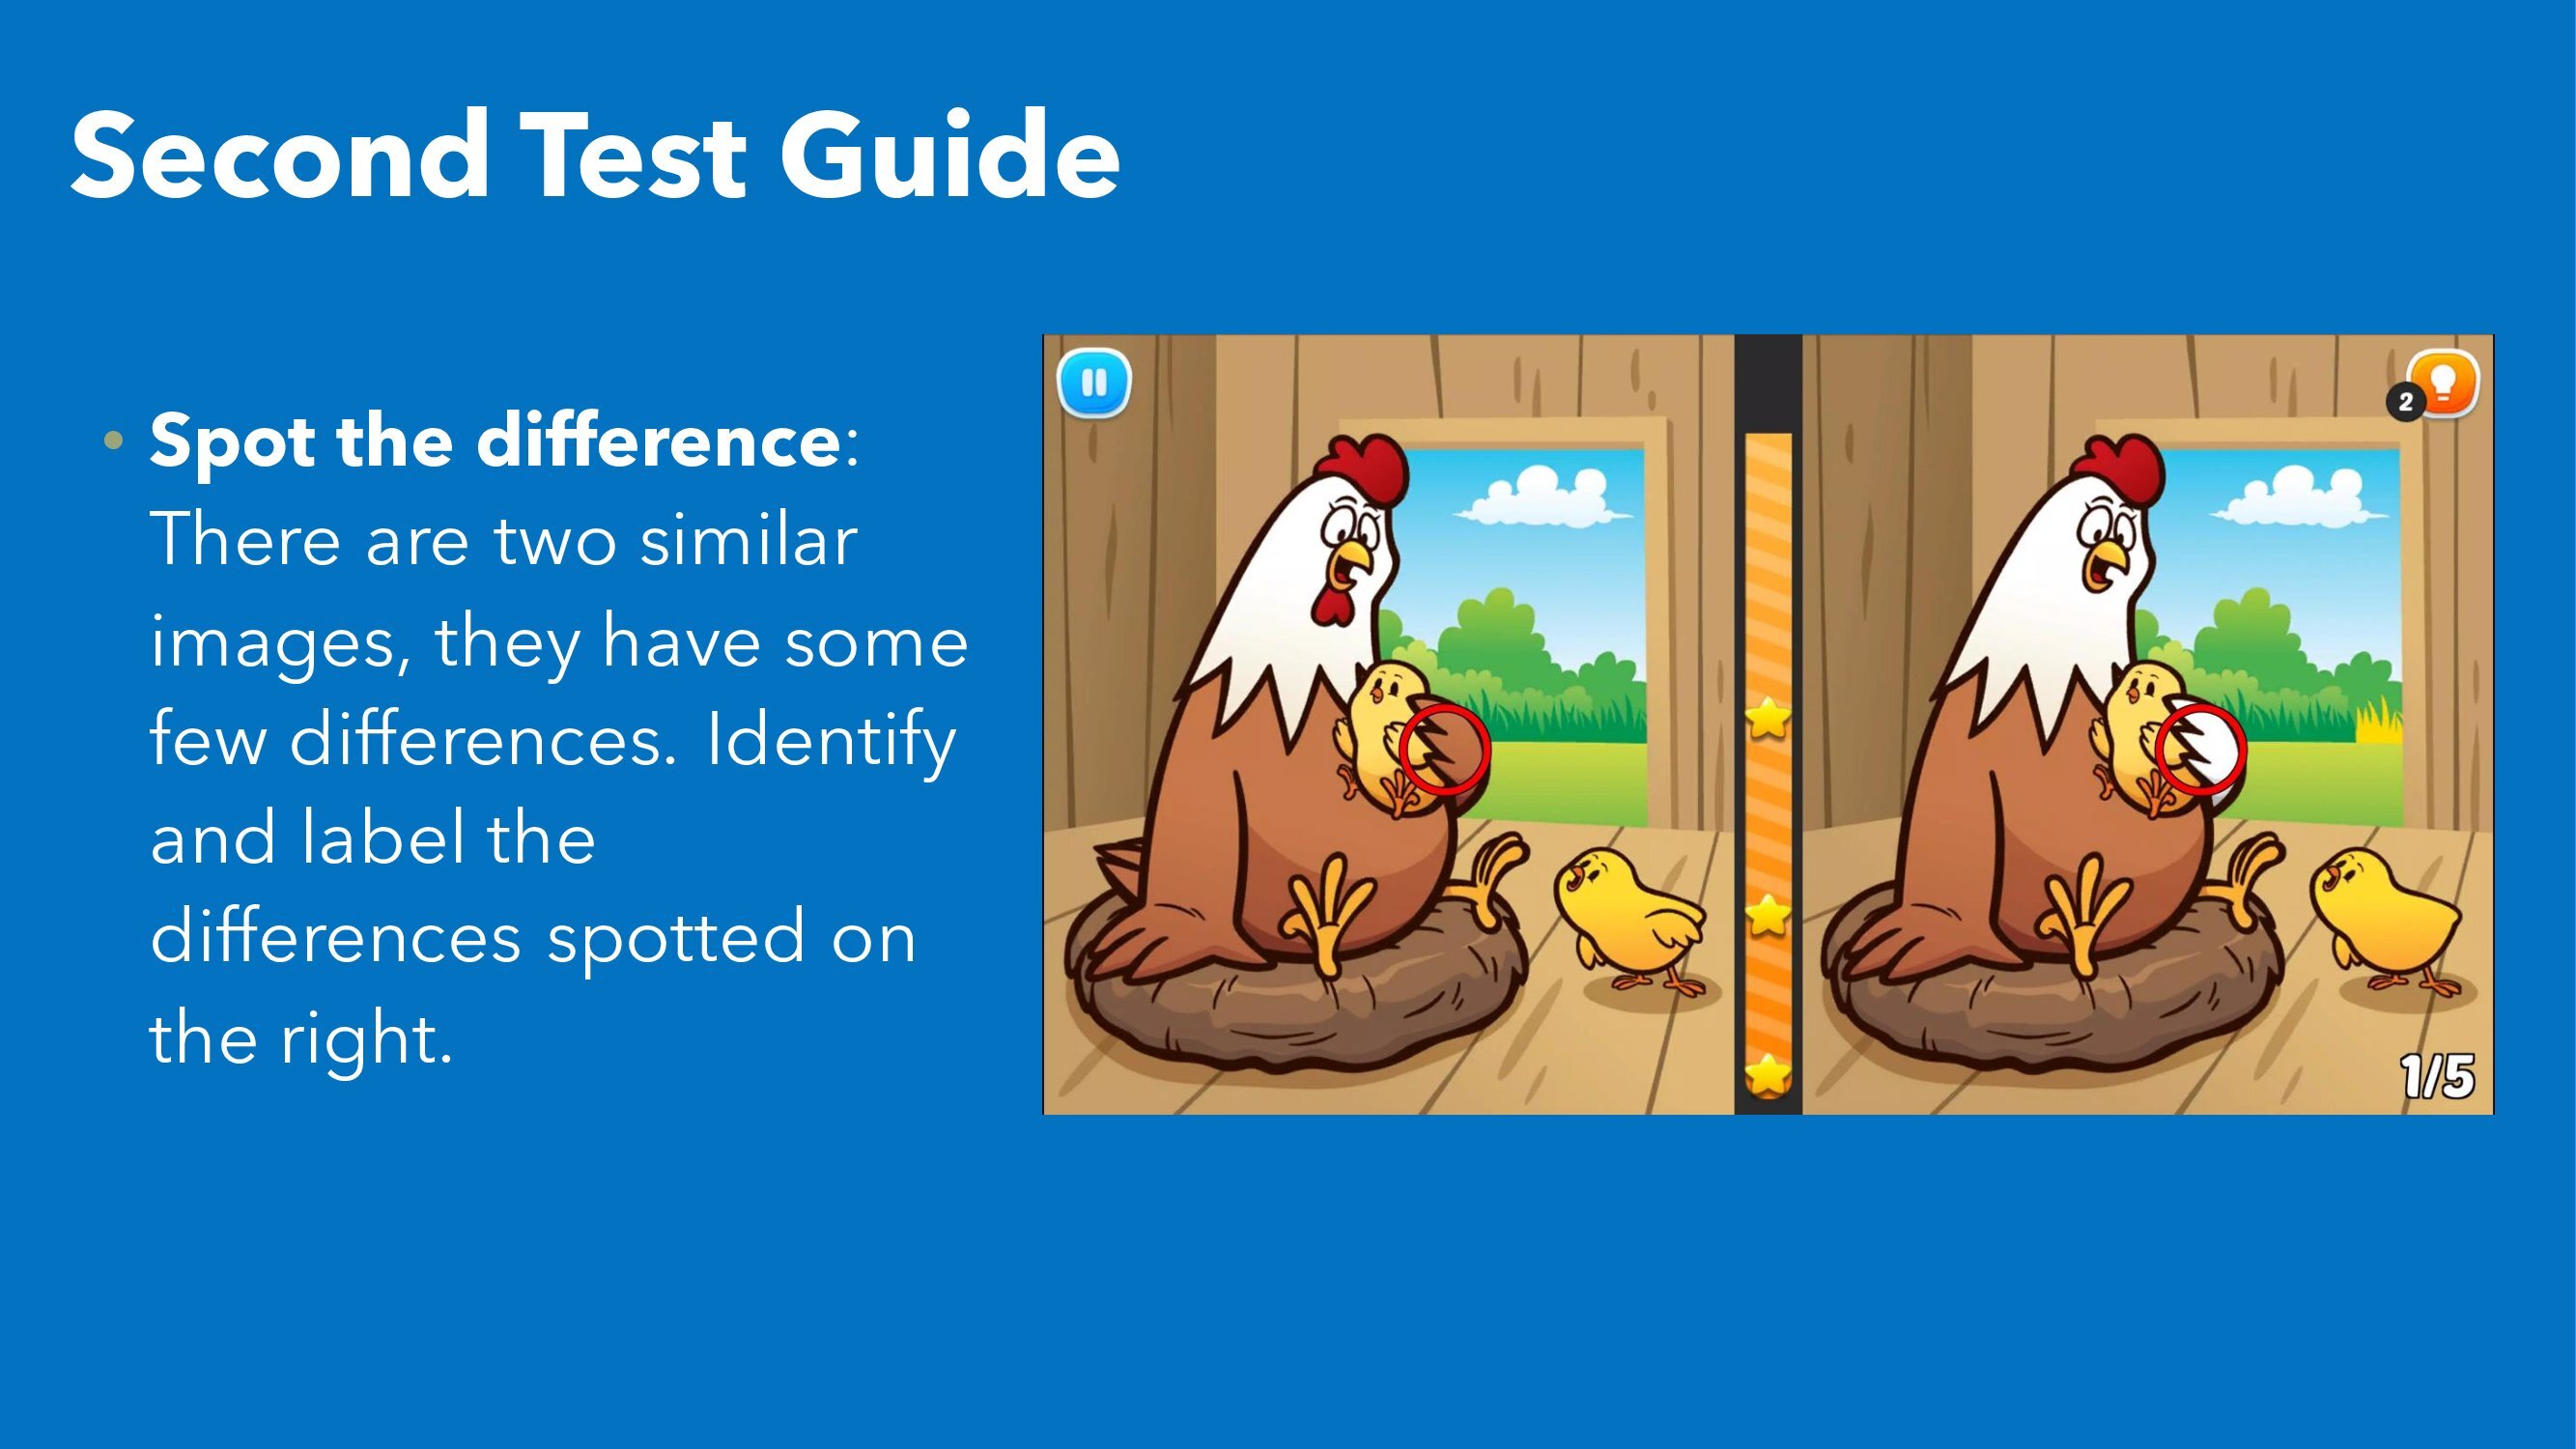 Second Test Guide
• Spot the difference:
There are two similar
images, they have some
few differences. Identify
and label the
differences spotted on
the right.
2
1/5